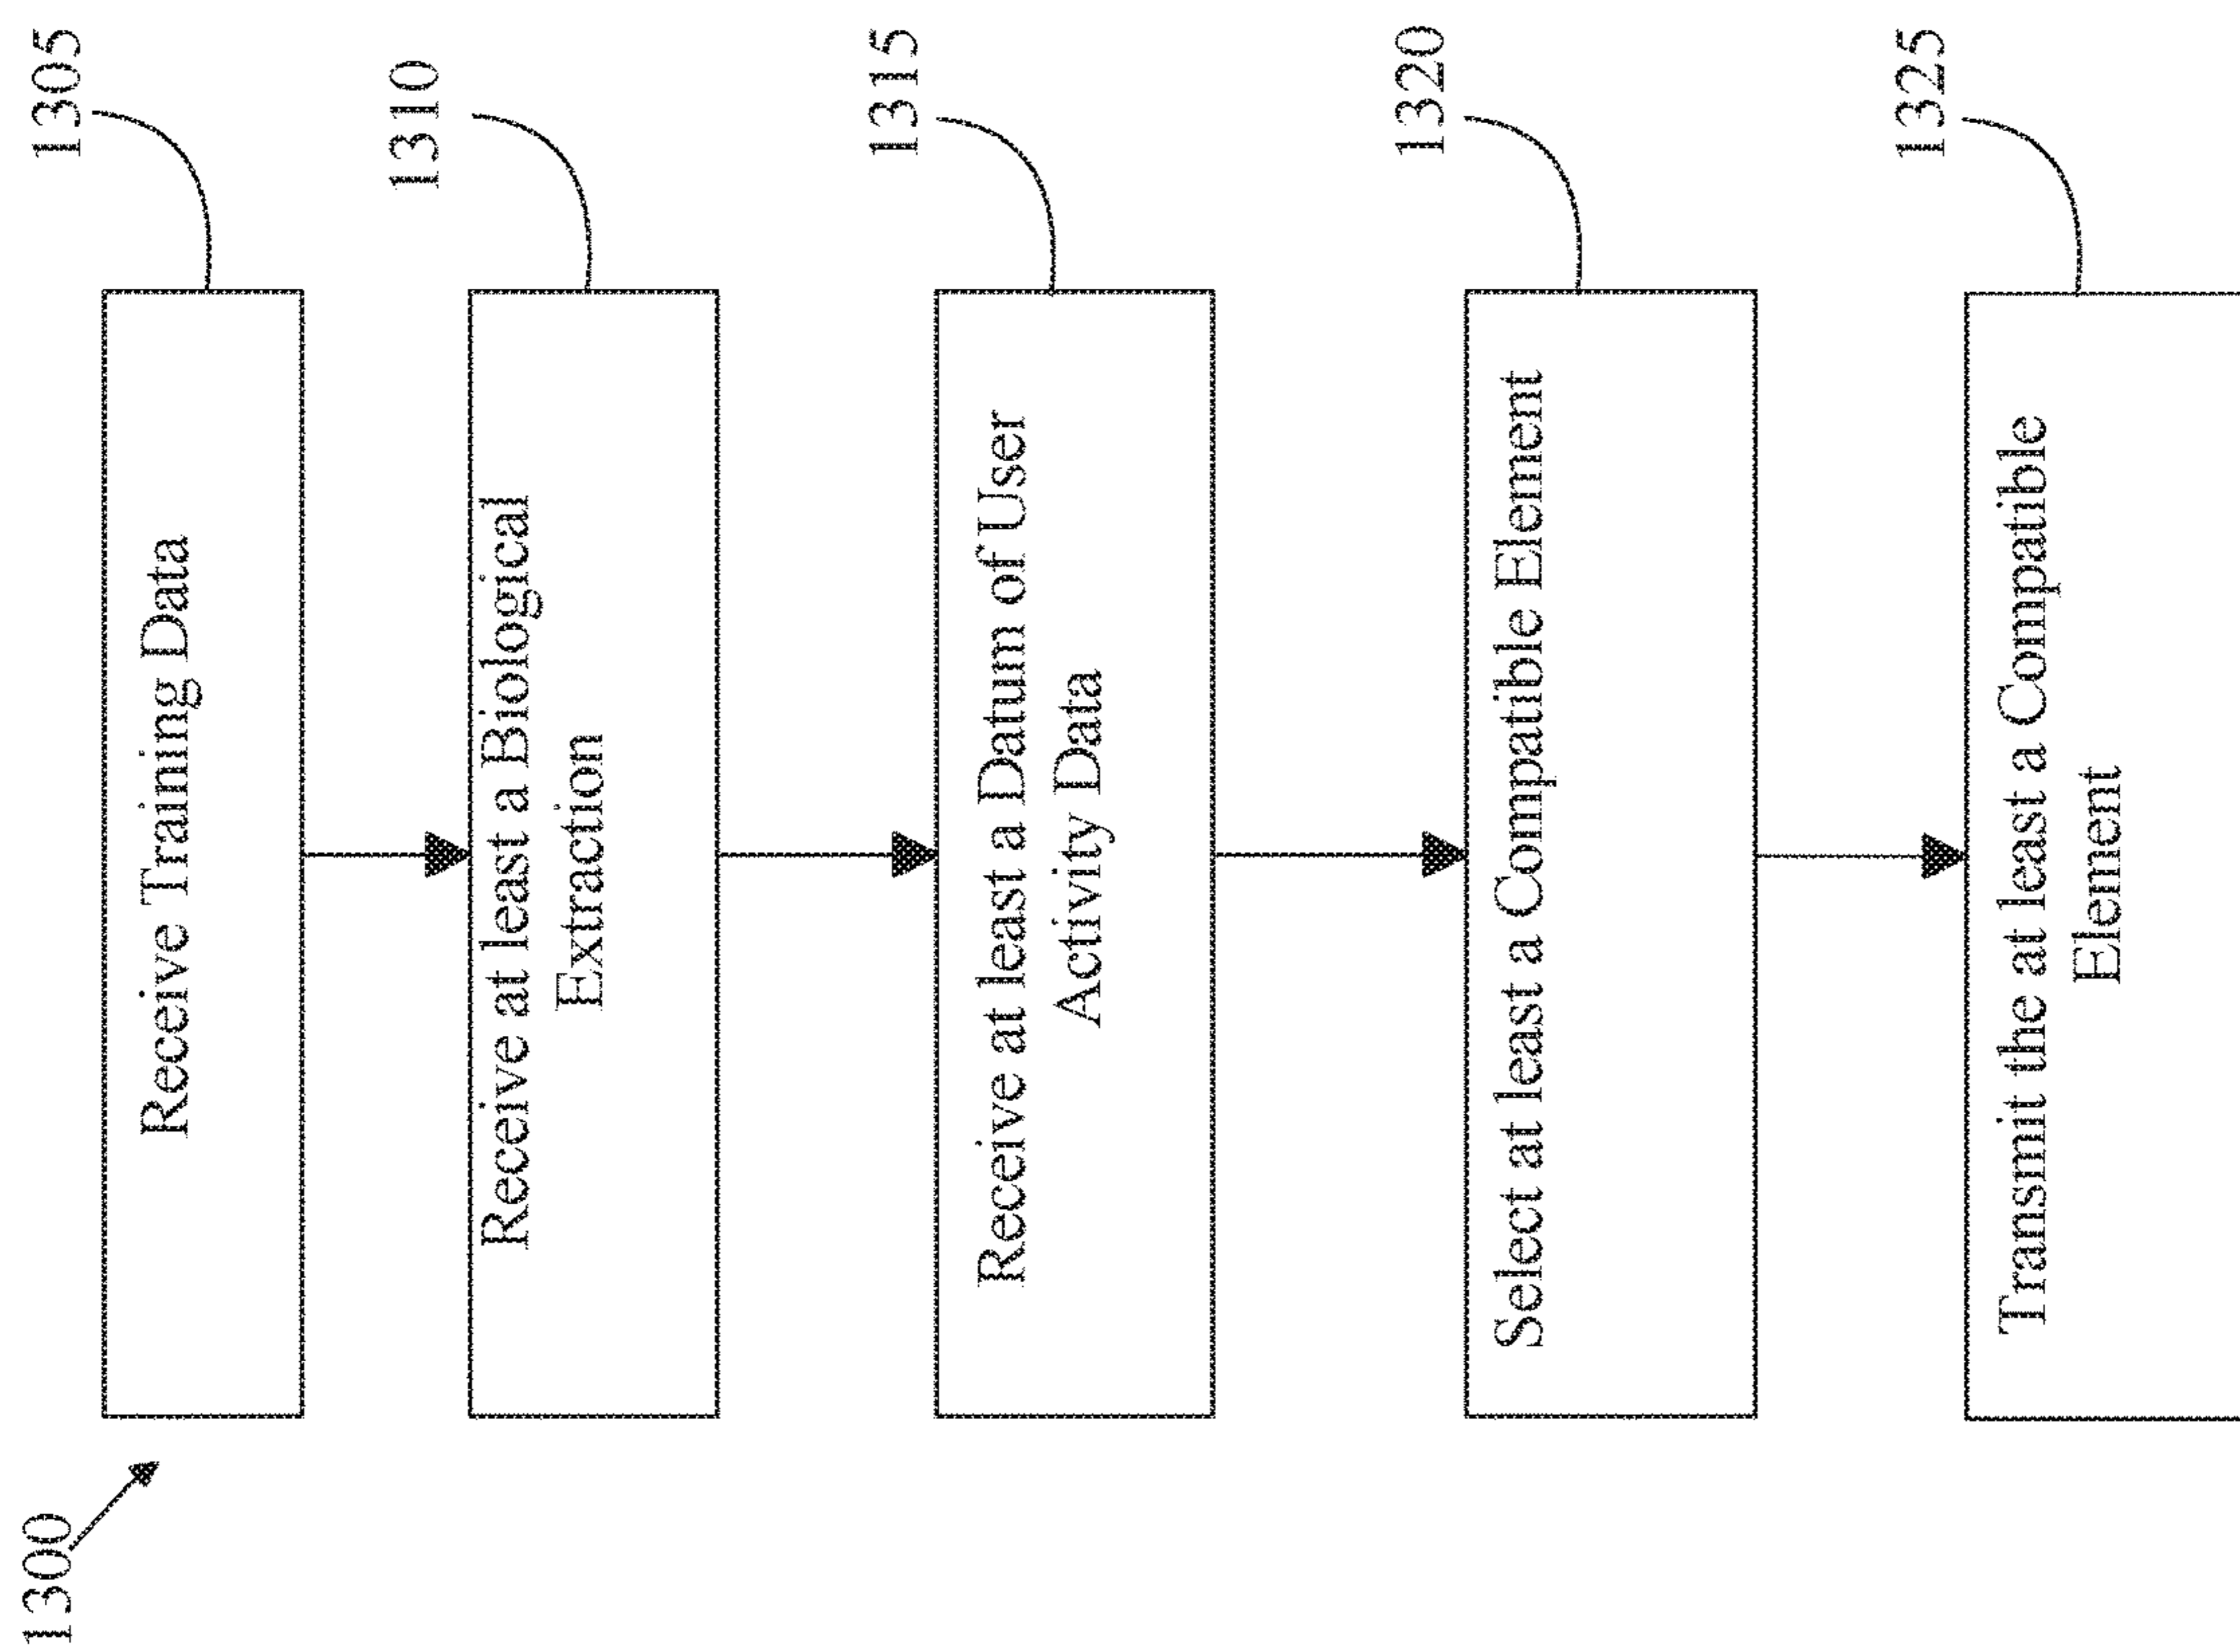 1300
1305
Receive Training Data
1310
Receive at least a Biological
Extraction
1315
Receive at least a Datum of User
Activity Data
1320
Select at least a Compatible Element
1325
Transmit the at least a Compatible
Element